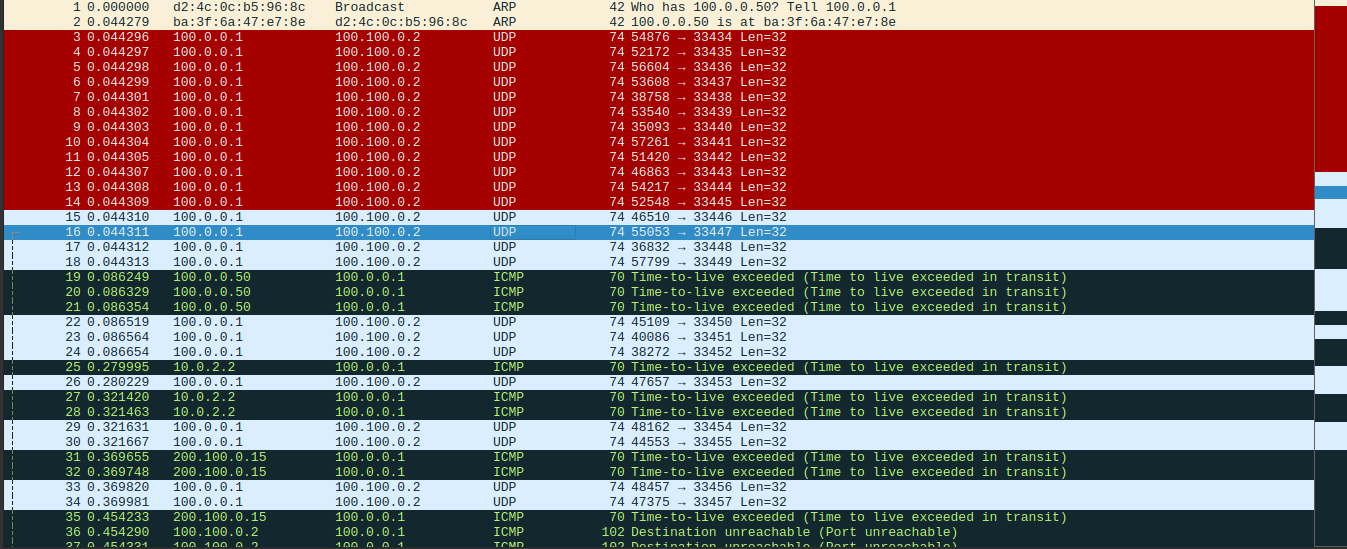 1 0.000000 d2:4c:0c:b5:96:8c Broadcast ARP 42 Who has 100.0.0.50? Tell 100.0.0.1
2 0.044279 ba:3f:6a:47:e7:8e d2:4c:0c:b5:96:8c ARP 42 100.0.0.50 is at ba:3f:6a:47:e7:8e
3 0.044296 100.0.0.1 100.100.0.2 UDP 74 54876 → 33434 Len=32
4 0.044297 100.0.0.1 100.100.0.2 UDP 74 52172 → 33435 Len=32
5 0.044298 100.0.0.1 100.100.0.2 UDP 74 56604 → 33436 Len=32
6 0.044299 100.0.0.1 100.100.0.2 UDP 74 53608 → 33437 Len=32
7 0.044301 100.0.0.1 100.100.0.2 UDP 74 38758 → 33438 Len=32
8 0.044302 100.0.0.1 100.100.0.2 UDP 74 53540 → 33439 Len=32
9 0.044303 100.0.0.1 100.100.0.2 UDP 74 35093 → 33440 Len=32
10 0.044304 100.0.0.1 100.100.0.2 UDP 74 57261 → 33441 Len=32
11 0.044305 100.0.0.1 100.100.0.2 UDP 74 51420 → 33442 Len=32
12 0.044307 100.0.0.1 100.100.0.2 UDP 74 46863 → 33443 Len=32
13 0.044308 100.0.0.1 100.100.0.2 UDP 74 54217 → 33444 Len=32
14 0.044309 100.0.0.1 100.100.0.2 UDP 74 52548 → 33445 Len=32
15 0.044310 100.0.0.1 100.100.0.2 UDP 74 46510 → 33446 Len=32
16 0.044311 100.0.0.1 100.100.0.2 UDP 74 55053 → 33447 Len=32
17 0.044312 100.0.0.1 100.100.0.2 UDP 74 36832 → 33448 Len=32
18 0.044313 100.0.0.1 100.100.0.2 UDP 74 57799 → 33449 Len=32
19 0.086249 100.0.0.50 100.0.0.1 ICMP 70 Time-to-live exceeded (Time to live exceeded in transit)
20 0.086329 100.0.0.50 100.0.0.1 ICMP 70 Time-to-live exceeded (Time to live exceeded in transit)
21 0.086354 100.0.0.50 100.0.0.1 ICMP 70 Time-to-live exceeded (Time to live exceeded in transit)
22 0.086519 100.0.0.1 100.100.0.2 UDP 74 45109 → 33450 Len=32
23 0.086564 100.0.0.1 100.100.0.2 UDP 74 40086 → 33451 Len=32
24 0.086654 100.0.0.1 100.100.0.2 UDP 74 38272 → 33452 Len=32
25 0.279995 10.0.2.2 100.0.0.1 ICMP 70 Time-to-live exceeded (Time to live exceeded in transit)
26 0.280229 100.0.0.1 100.100.0.2 UDP 74 47657 → 33453 Len=32
27 0.321420 10.0.2.2 100.0.0.1 ICMP 70 Time-to-live exceeded (Time to live exceeded in transit)
28 0.321463 10.0.2.2 100.0.0.1 ICMP 70 Time-to-live exceeded (Time to live exceeded in transit)
29 0.321631 100.0.0.1 100.100.0.2 UDP 74 48162 → 33454 Len=32
30 0.321667 100.0.0.1 100.100.0.2 UDP 74 44553 → 33455 Len=32
31 0.369655 200.100.0.15 100.0.0.1 ICMP 70 Time-to-live exceeded (Time to live exceeded in transit)
32 0.369748 200.100.0.15 100.0.0.1 ICMP 70 Time-to-live exceeded (Time to live exceeded in transit)
33 0.369820 100.0.0.1 100.100.0.2 UDP 74 48457 → 33456 Len=32
34 0.369981 100.0.0.1 100.100.0.2 UDP 74 47375 → 33457 Len=32
35 0.454233 200.100.0.15 100.0.0.1 ICMP 70 Time-to-live exceeded (Time to live exceeded in transit)
36 0.454290 100.100.0.2 100.0.0.1 ICMP 102 Destination unreachable (Port unreachable)
37 0.454331 100.100.0.2 100.0.0.1 ICMP 102 Destination unreachable (Port unreachable)